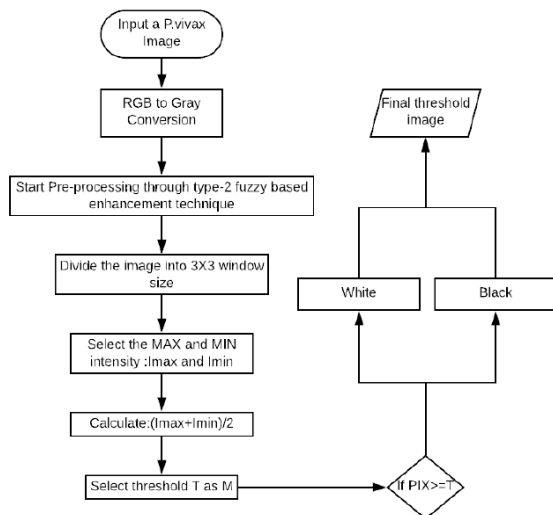 Input a P.vivax
Image
RGB to Gray
Conversion
Start Pre-processing through type-2 fuzzy based
enhancement technique
Divide the image into 3X3 window
size
Select the MAX and MIN
intensity :Imax and Imin
Calculate:(Imax+Imin)/2
Select threshold T as M
If PIX>=T
White
Black
Final threshold
image